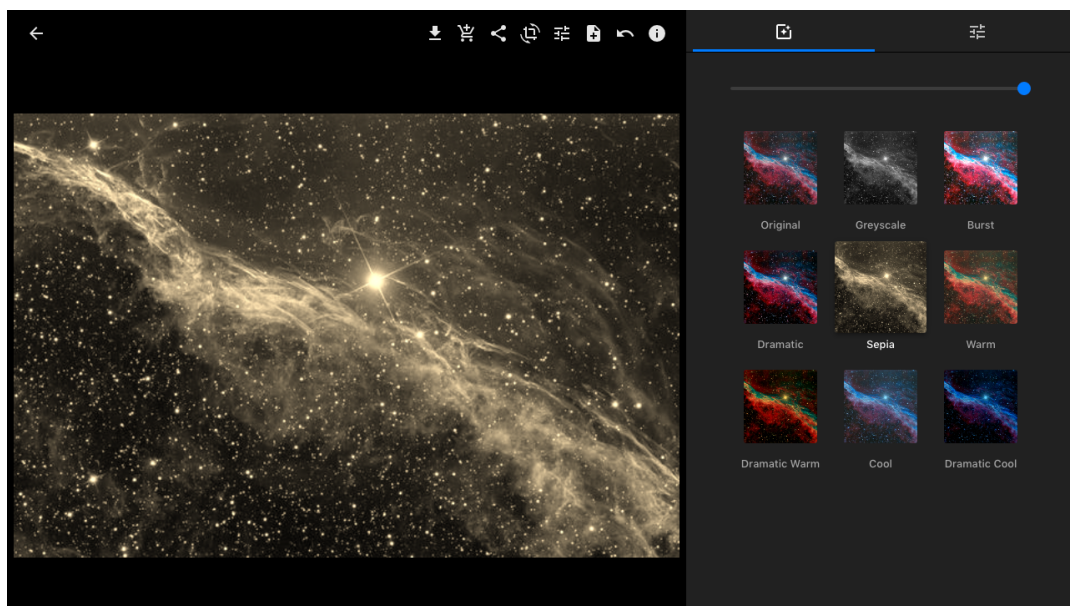 Original
Greyscale
Burst
Dramatic
Sepia
Warm
Dramatic Warm
Cool
Dramatic Cool